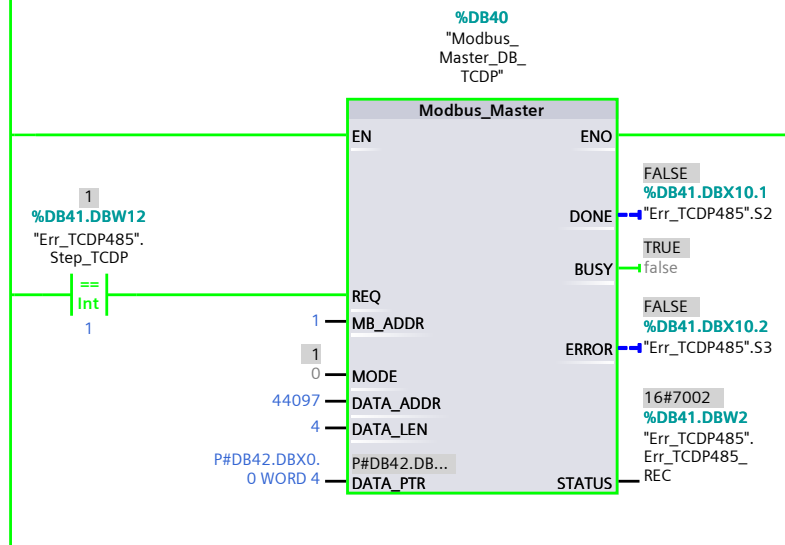 %DB40
"Modbus_
Master_DB_
TCDP"
Modbus_Master
EN
ENO
FALSE
%DB41.DBX10.1
DONE
"Err_TCDP485".S2
1
%DB41.DBW12
"Err_TCDP485".
Step_TCDP
TRUE
BUSY
false
==
Int
1
REQ
1
MB_ADDR
FALSE
%DB41.DBX10.2
ERROR
"Err_TCDP485".S3
1
0
MODE
44097
DATA_ADDR
4
DATA_LEN
16#7002
%DB41.DBW2
"Err_TCDP485".
Err_TCDP485_
REC
P#DB42.DBX0.
0 WORD 4
P#DB42.DB...
DATA_PTR
STATUS